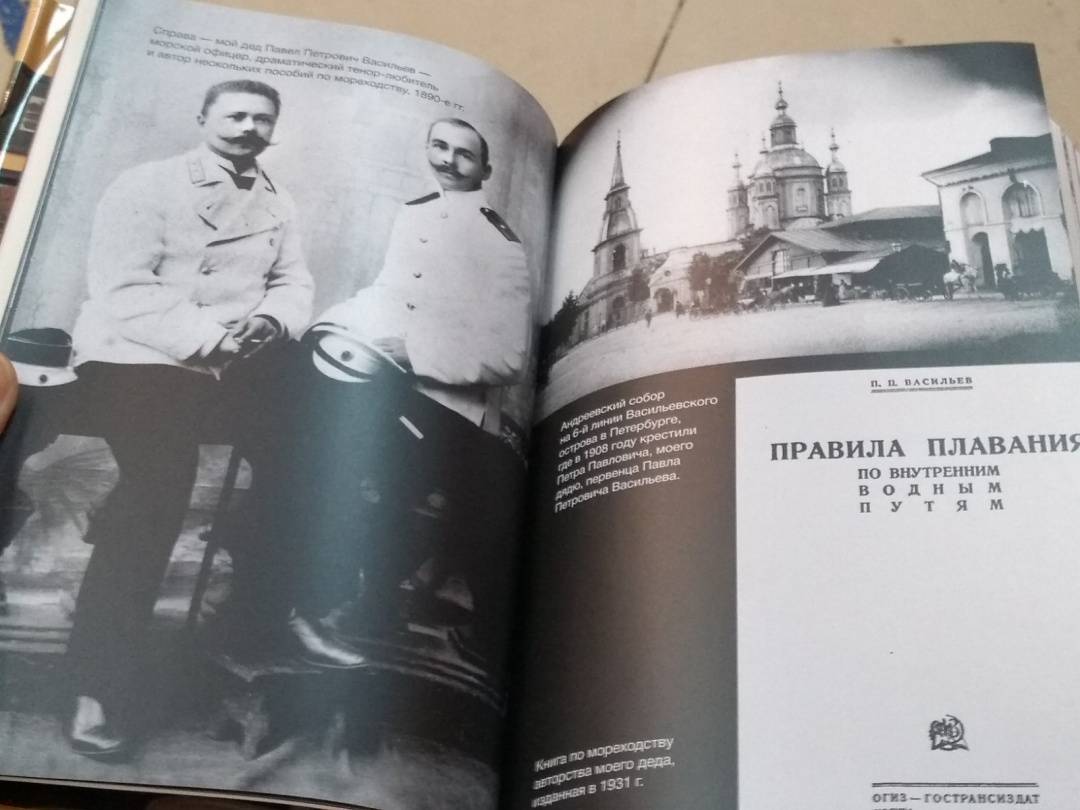 Справа — мой дед Павел Петрович Васильев —
морской офицер, драматический тенор-любитель
и автор нескольких пособий по мореходству. 1890-е гг.
Андреевский собор
на 6-й линии Васильевского
острова в Петербурге,
где в 1908 году крестили
Петра Павловича, моего
дядю, первенца Павла
Петровича Васильева.
П. П. ВАСИЛЬЕВ
ПРАВИЛА ПЛАВАНИЯ
ПО ВНУТРЕННИМ
ВОДНЫМ
ПУТЯМ
Книга по мореходству
авторства моего деда,
изданная в 1931 г.
ОГИЗ—ГОСТРАНСИЗДАТ